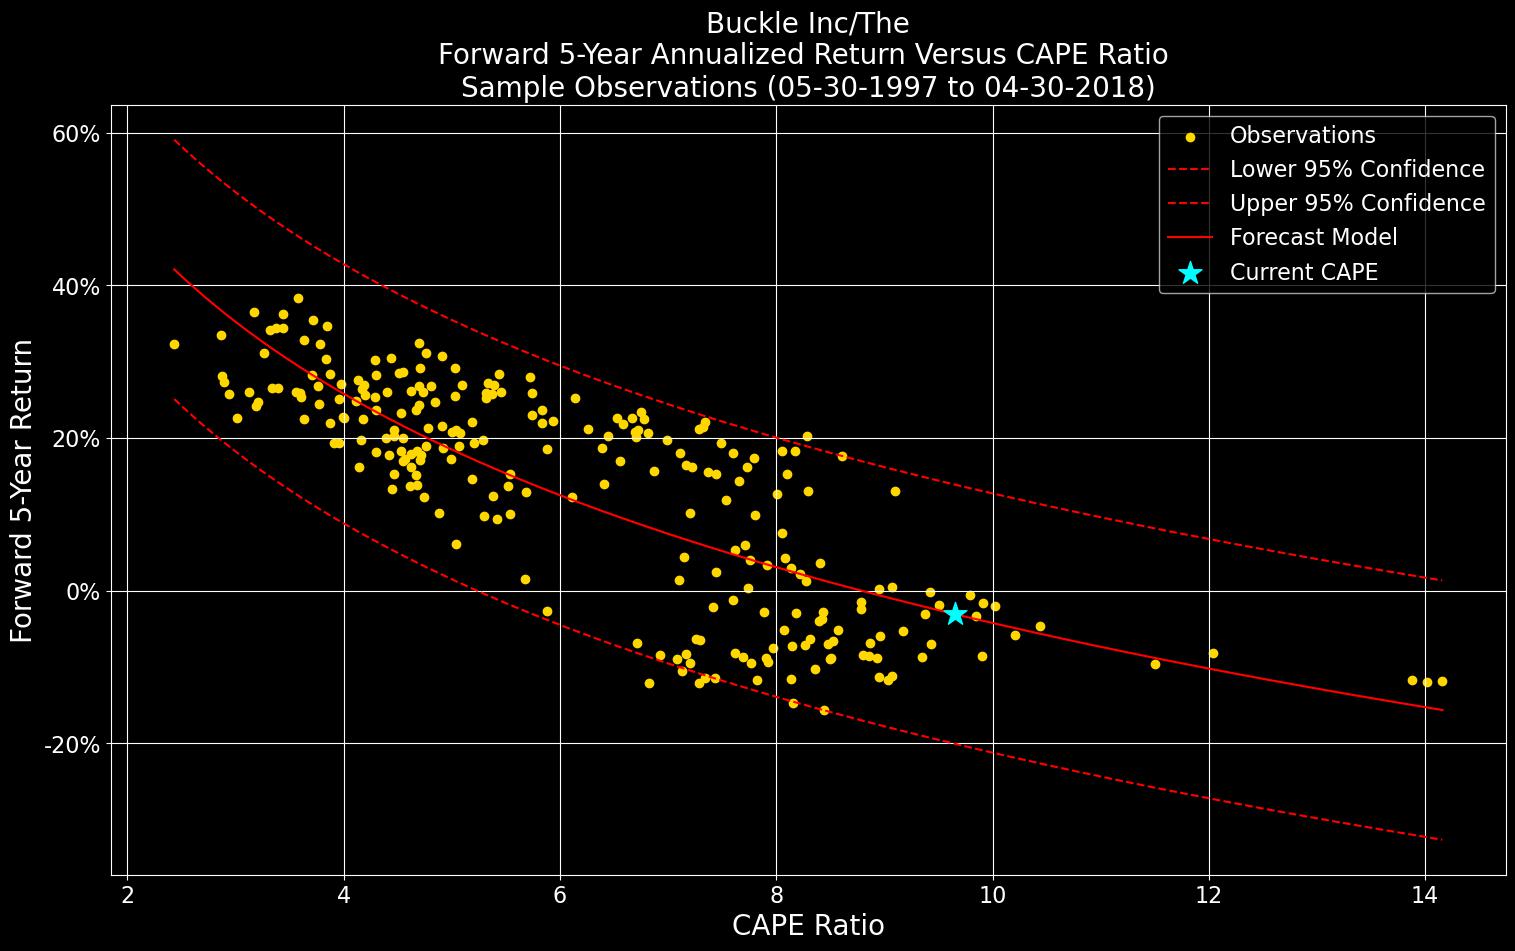 Buckle Inc/The
Forward 5-Year Annualized Return Versus CAPE Ratio
Sample Observations (05-30-1997 to 04-30-2018)
Observations
Lower 95% Confidence
Upper 95% Confidence
Forecast Model
Current CAPE
Forward 5-Year Return
60%
40%
20%
0%
-20%
2 4 6 8 10 12 14
CAPE Ratio